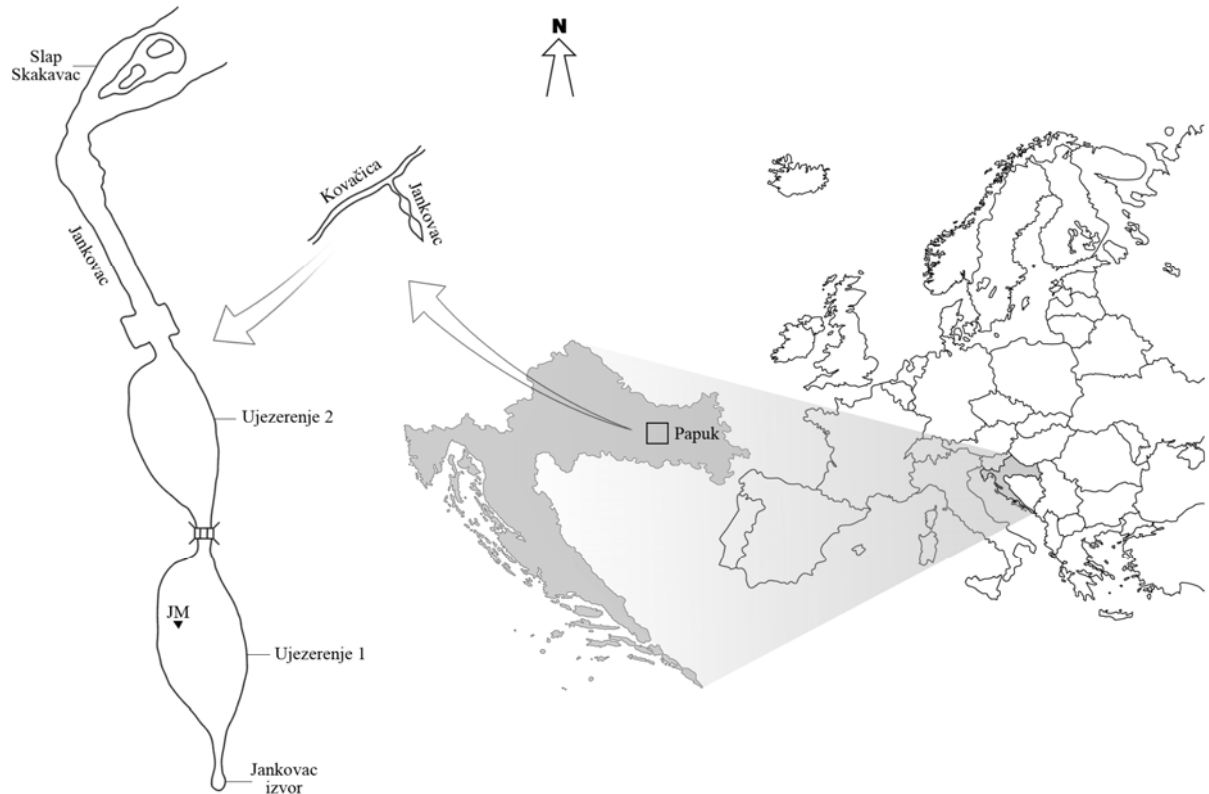 N
Slap
Skakavac
Kovačica
Jankovac
Jankovac
Ujezerenje 2
Papuk
JM
Ujezerenje 1
Jankovac
izvor